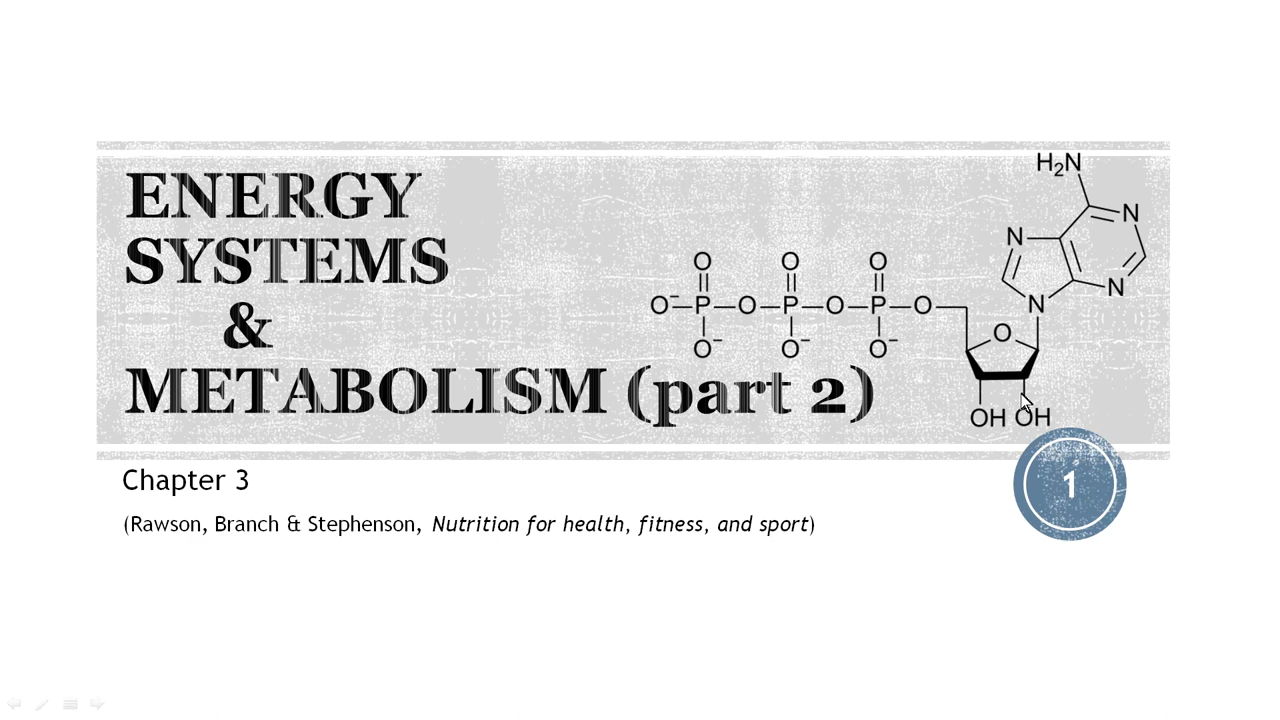 ENERGY
SYSTEMS
&
METABOLISM (part 2)
H₂N
N
N
N
N
O O O
O⁻ P O P O P O
O
O⁻ O⁻ O⁻
OH OH
Chapter 3
1
(Rawson, Branch & Stephenson, Nutrition for health, fitness, and sport)